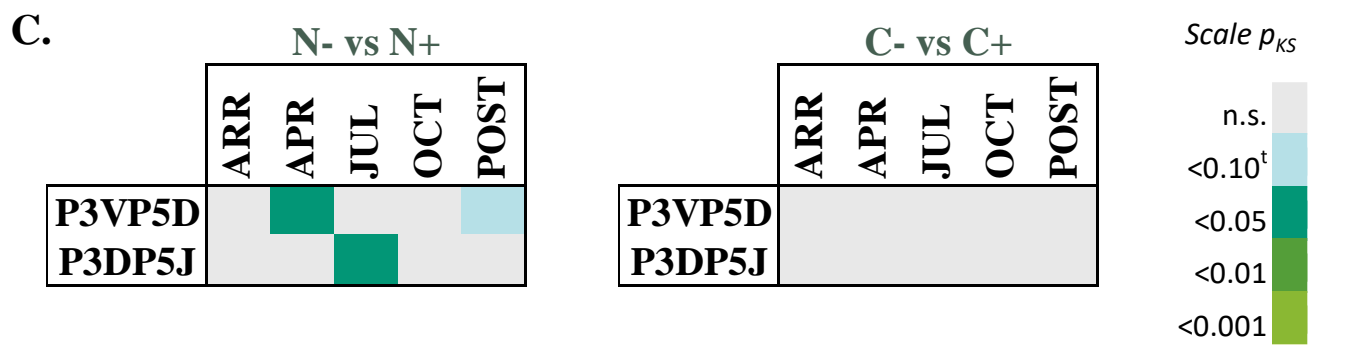 C.
N- vs N+
ARR APR JUL OCT POST
P3VP5D
P3DP5J
C- vs C+
ARR APR JUL OCT POST
P3VP5D
P3DP5J
Scale pKS
n.s.
<0.10t
<0.05
<0.01
<0.001